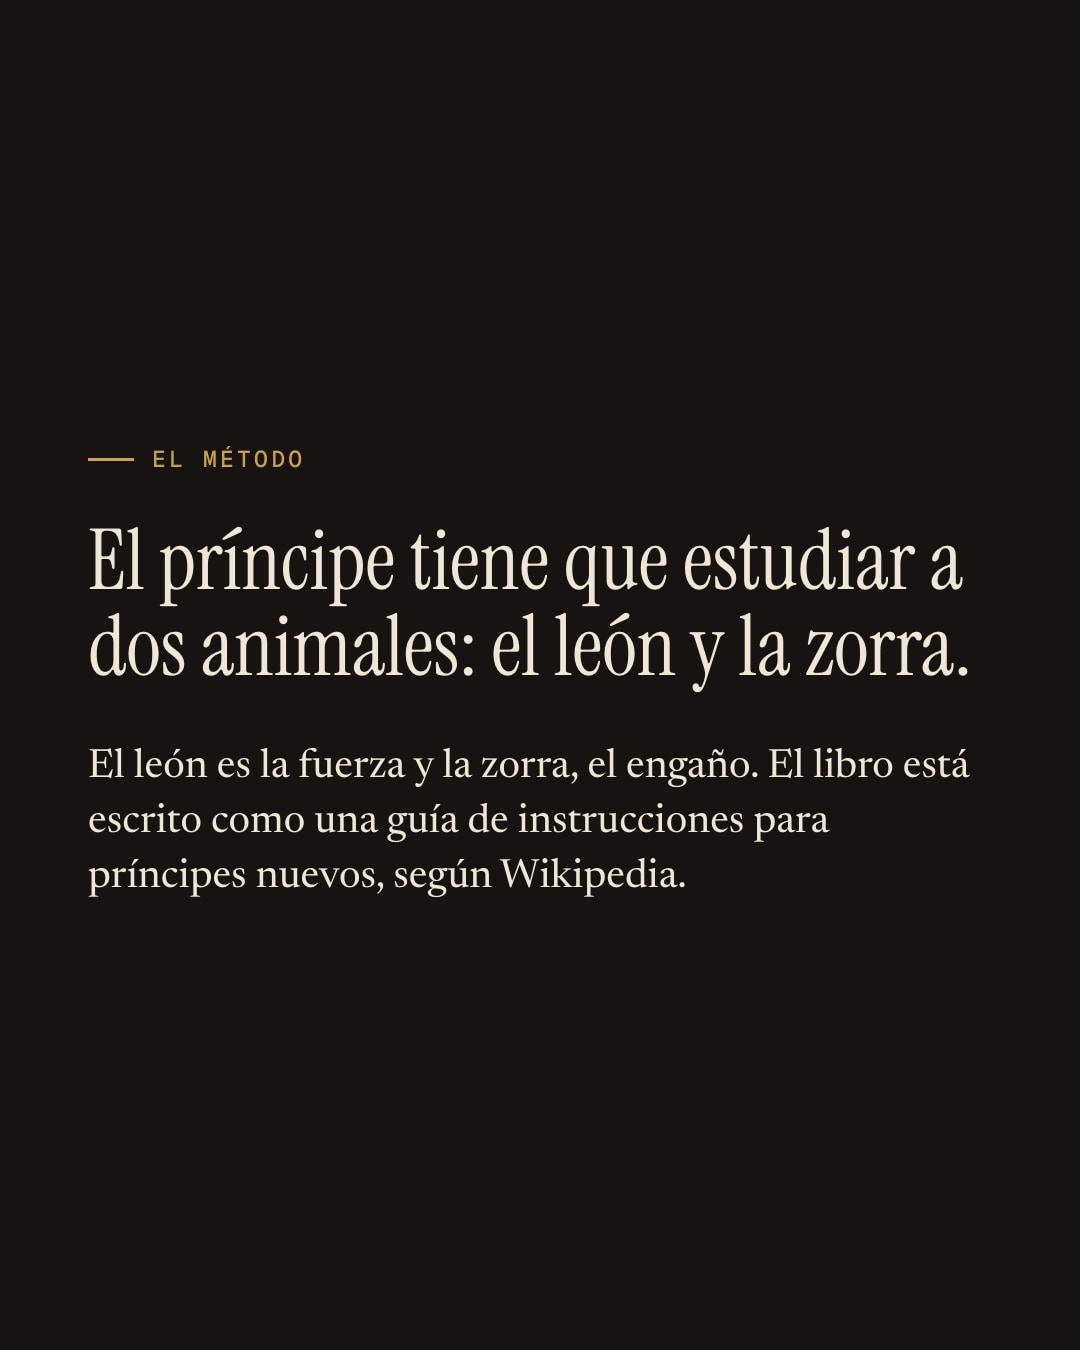 EL MÉTODO
El príncipe tiene que estudiar a
dos animales: el león y la zorra.
El león es la fuerza y la zorra, el engaño. El libro está
escrito como una guía de instrucciones para
príncipes nuevos, según Wikipedia.